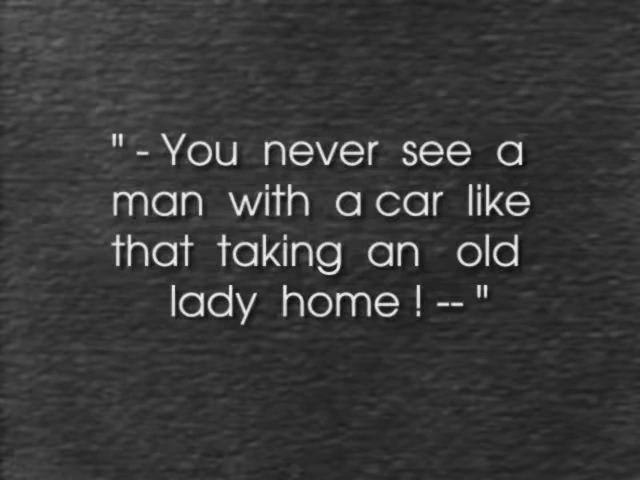 " - You never see a
man with a car like
that taking an old
lady home ! -- "